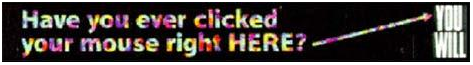 Have you ever clicked
your mouse right HERE?
YOU
WILL